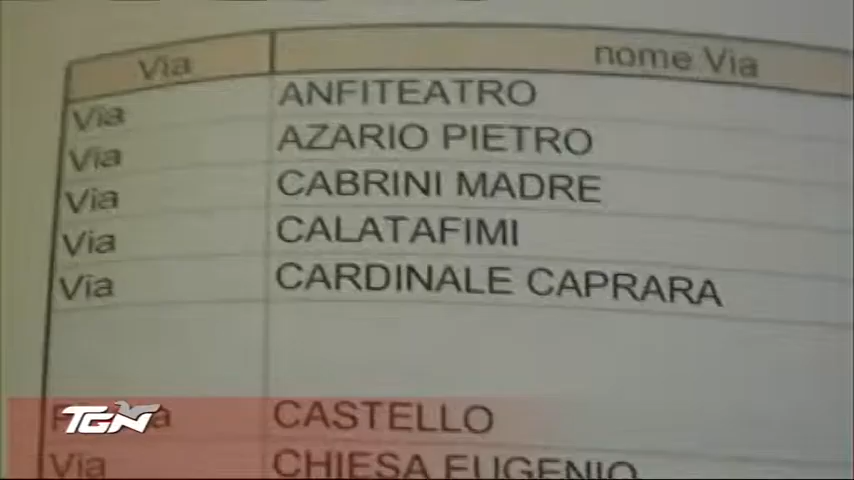 Via nome Via
Via ANFITEATRO
Via AZARIO PIETRO
Via CABRINI MADRE
Via CALATAFIMI
Via CARDINALE CAPRARA
CASTELLO
TGN
Via CHIESA EUGENIO